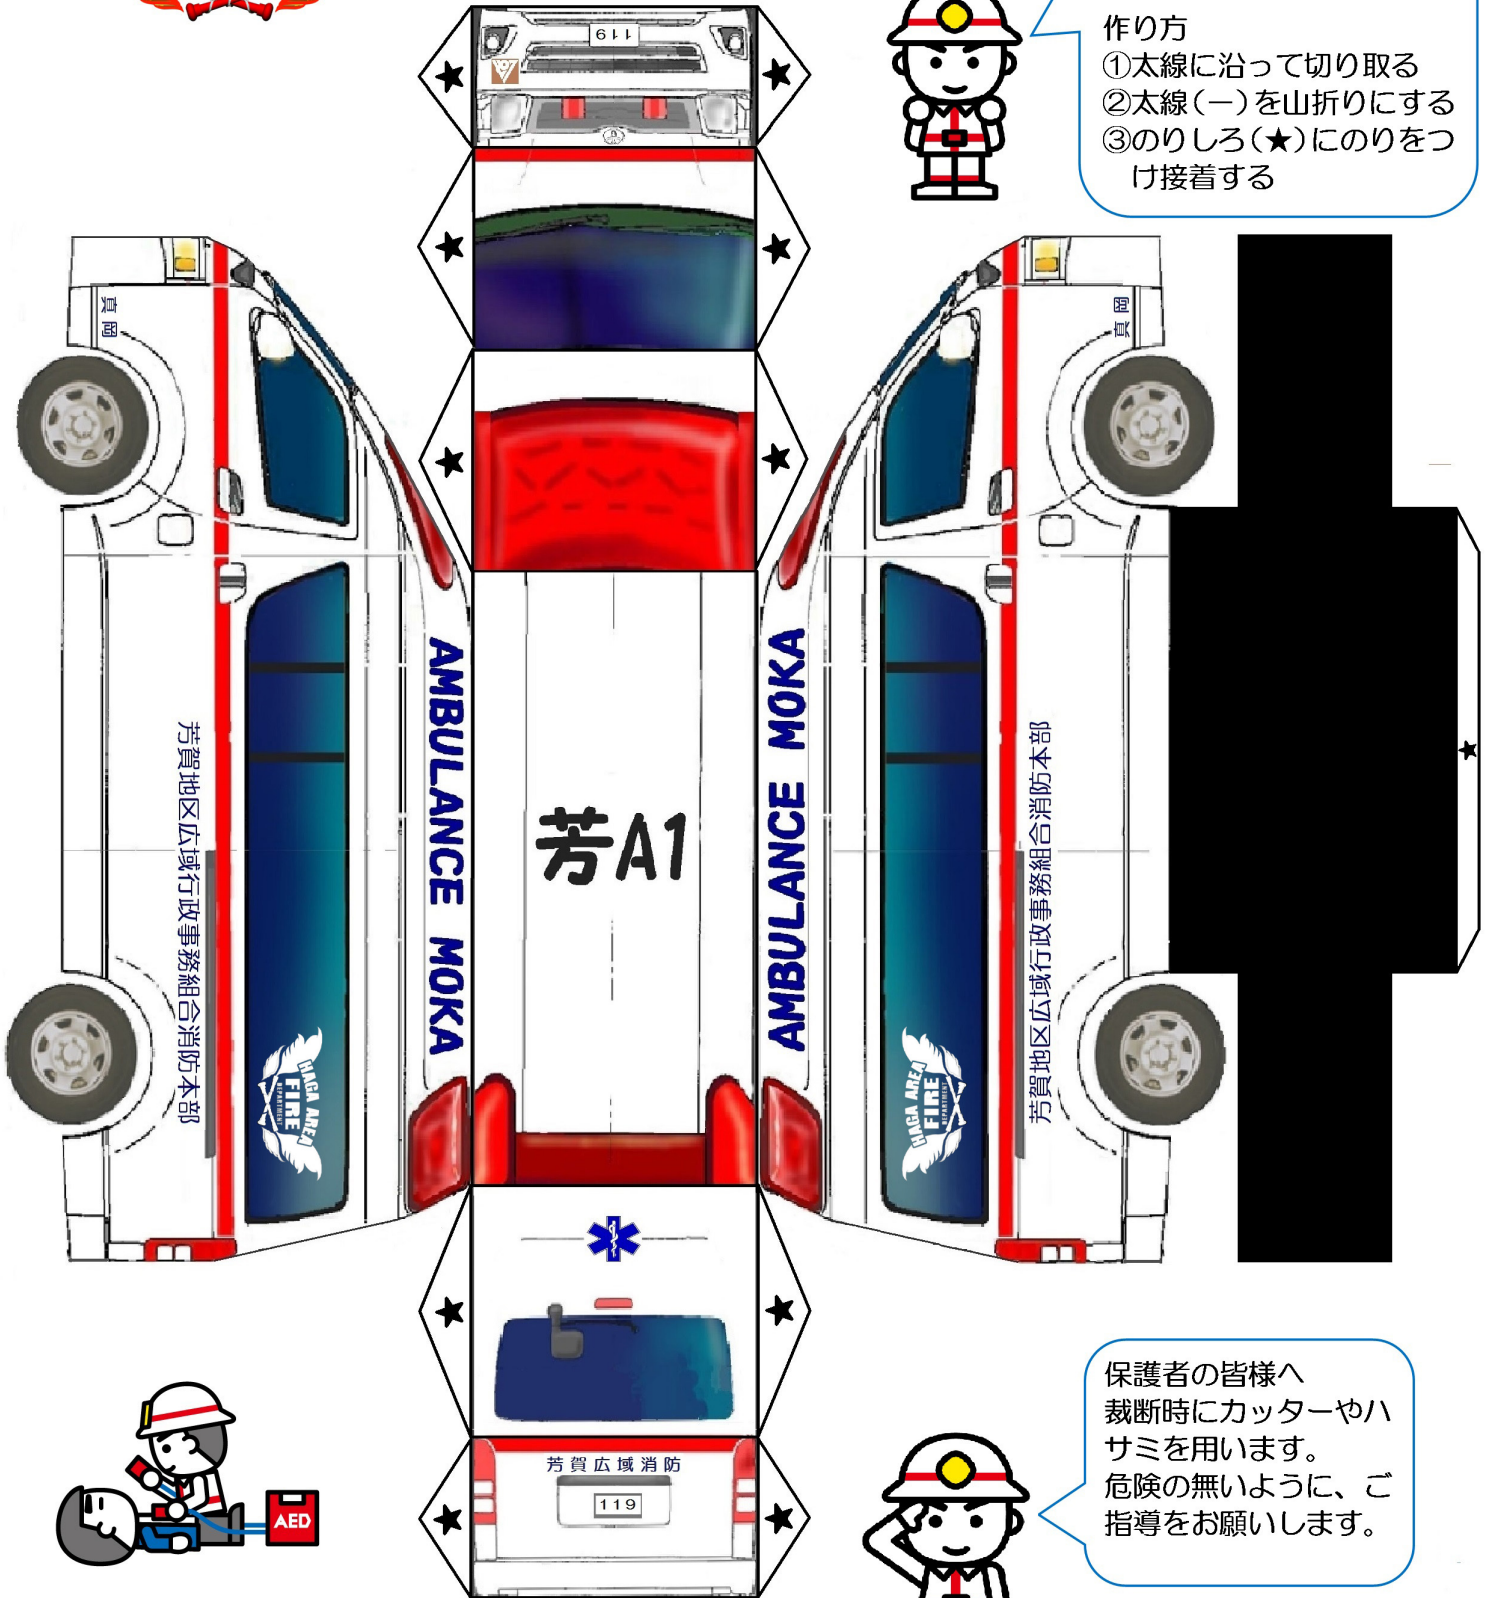 119
作り方
①太線に沿って切り取る
②太線(ー)を山折りにする
③のりしろ(★)にのりをつ
け接着する
★
★
★
★
★
★
真岡
真岡
AMBULANCE MOKA
AMBULANCE MOKA
芳賀地区広域行政事務組合消防本部
芳賀地区広域行政事務組合消防本部
芳A1
★
HAGA AREA
FIRE
DEPARTMENT
HAGA AREA
FIRE
DEPARTMENT
★
★
芳賀広域消防
119
★
★
AED
保護者の皆様へ
裁断時にカッターやハ
サミを用います。
危険の無いように、ご
指導をお願いします。